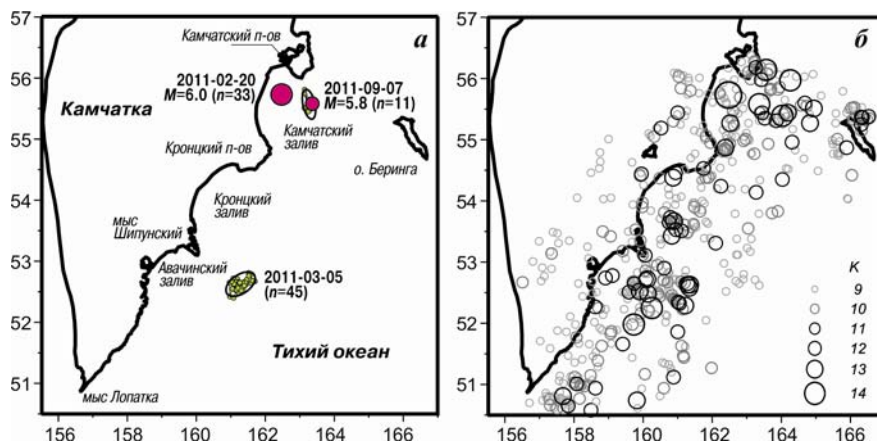 57
56
55
54
53
52
51
156
158
160
162
164
166
а
Камчатский п-ов
2011-02-20
M=6.0 (n=33)
2011-09-07
M=5.8 (n=11)
Камчатка
Камчатский
залив
Кроноцкий п-ов
о. Беринга
Кроноцкий
залив
мыс
Шипунский
Авачинский
залив
2011-03-05
(n=45)
Тихий океан
мыс Лопатка
57
56
55
54
53
52
51
156
158
160
162
164
166
б
K
9
10
11
12
13
14